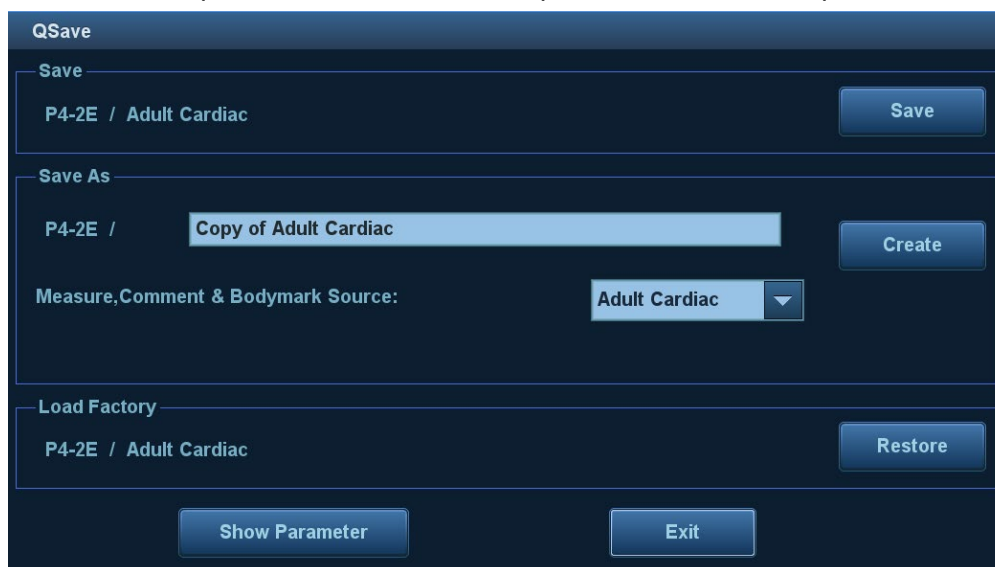 QSave
Save
P4-2E / Adult Cardiac
Save
Save As
P4-2E / Copy of Adult Cardiac
Create
Measure,Comment & Bodymark Source: Adult Cardiac
Load Factory
P4-2E / Adult Cardiac
Restore
Show Parameter
Exit